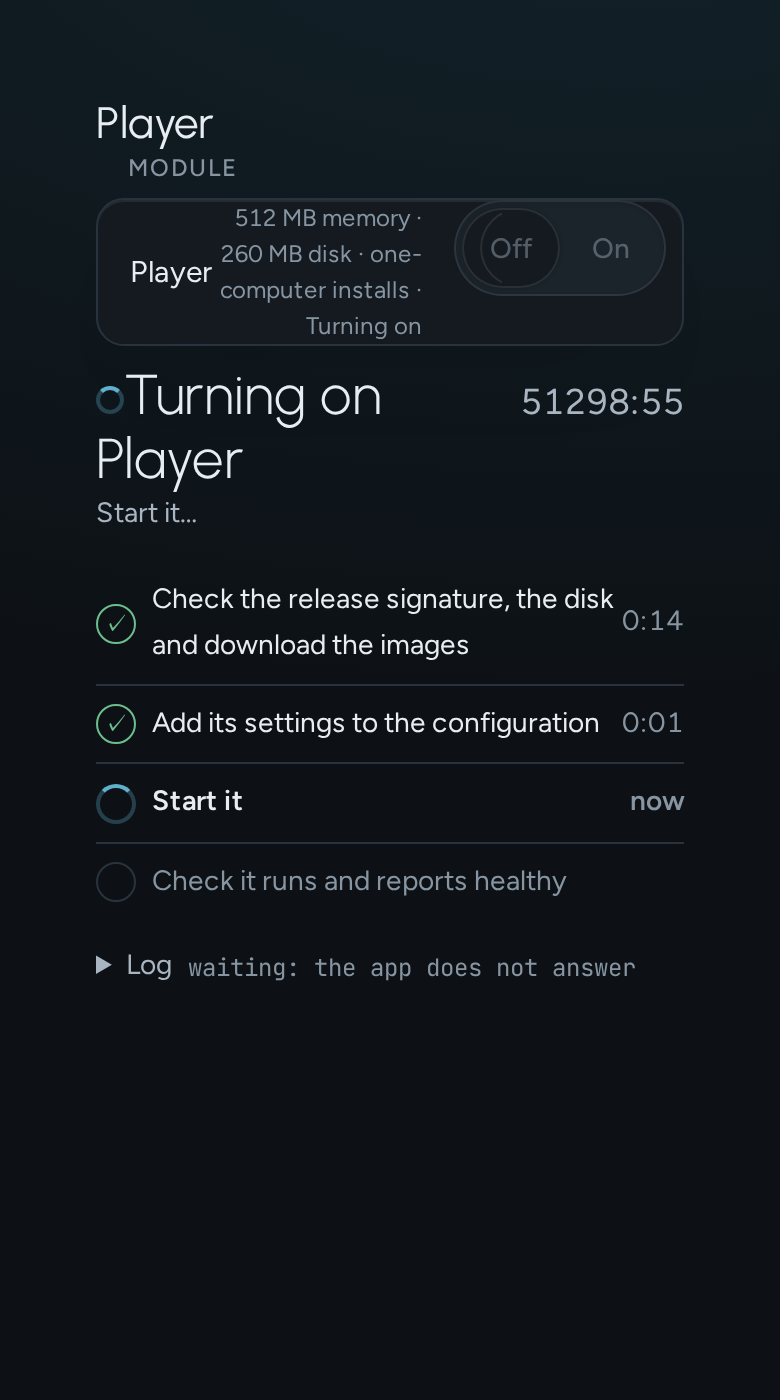 Player
MODULE
Player
512 MB memory ·
260 MB disk · one-
computer installs ·
Turning on
Off
On
Turning on
Player
51298:55
Start it…
Check the release signature, the disk
and download the images
0:14
Add its settings to the configuration
0:01
Start it
now
Check it runs and reports healthy
Log waiting: the app does not answer